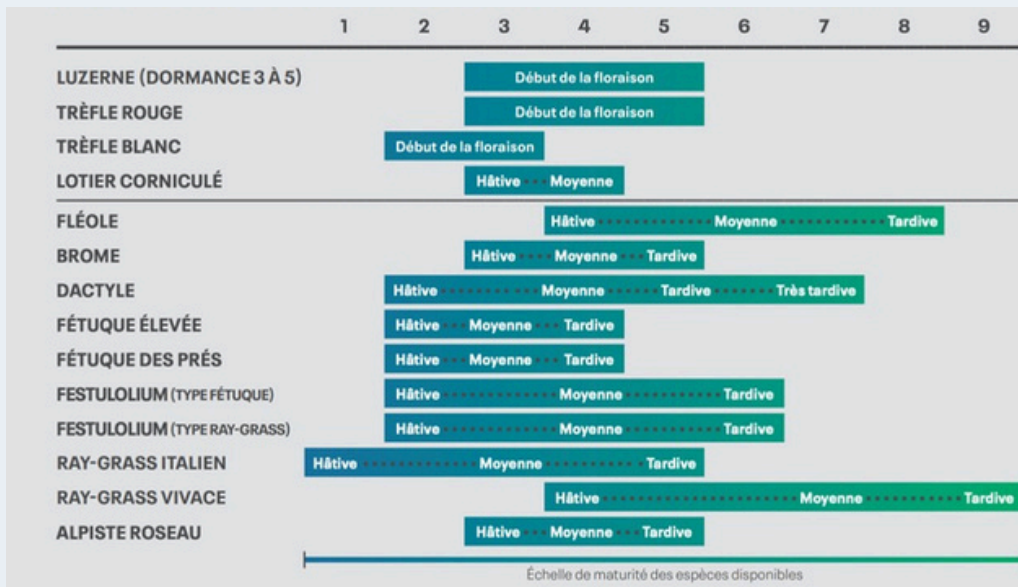 1 2 3 4 5 6 7 8 9
LUZERNE (DORMANCE 3 À 5) Début de la floraison
TRÈFLE ROUGE Début de la floraison
TRÈFLE BLANC Début de la floraison
LOTIER CORNICULÉ Hâtive Moyenne
FLÉOLE Hâtive Moyenne Tardive
BROME Hâtive Moyenne Tardive
DACTYLE Hâtive Moyenne Tardive Très tardive
FÉTUQUE ÉLEVÉE Hâtive Moyenne Tardive
FÉTUQUE DES PRÉS Hâtive Moyenne Tardive
FESTULOLIUM (TYPE FÉTUQUE) Hâtive Moyenne Tardive
FESTULOLIUM (TYPE RAY-GRASS) Hâtive Moyenne Tardive
RAY-GRASS ITALIEN Hâtive Moyenne Tardive
RAY-GRASS VIVACE Hâtive Moyenne Tardive
ALPISTE ROSEAU Hâtive Moyenne Tardive
Échelle de maturité des espèces disponibles